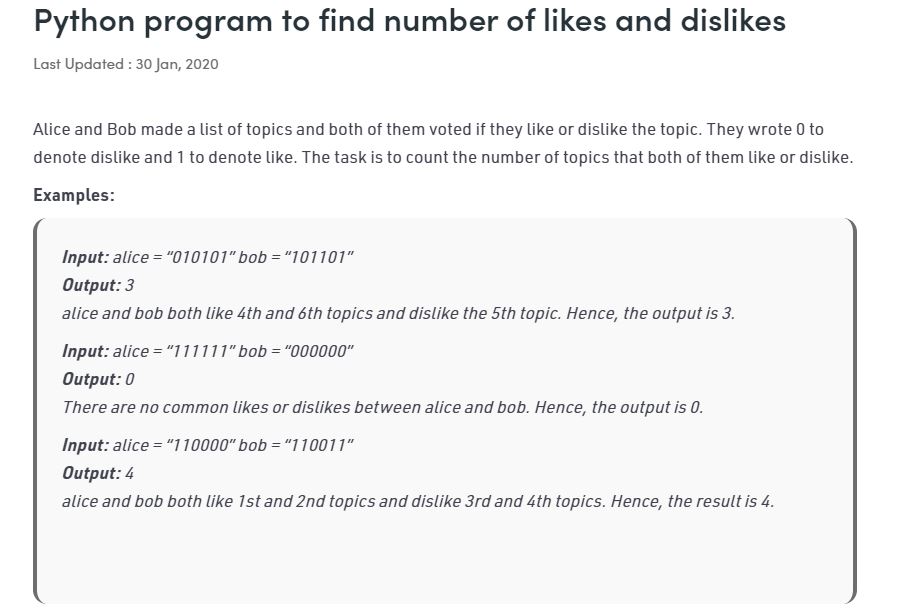 Python program to find number of likes and dislikes
Last Updated : 30 Jan, 2020
Alice and Bob made a list of topics and both of them voted if they like or dislike the topic. They wrote 0 to
denote dislike and 1 to denote like. The task is to count the number of topics that both of them like or dislike.
Examples:
Input: alice = “010101” bob = “101101”
Output: 3
alice and bob both like 4th and 6th topics and dislike the 5th topic. Hence, the output is 3.
Input: alice = “111111” bob = “000000”
Output: 0
There are no common likes or dislikes between alice and bob. Hence, the output is 0.
Input: alice = “110000” bob = “110011”
Output: 4
alice and bob both like 1st and 2nd topics and dislike 3rd and 4th topics. Hence, the result is 4.